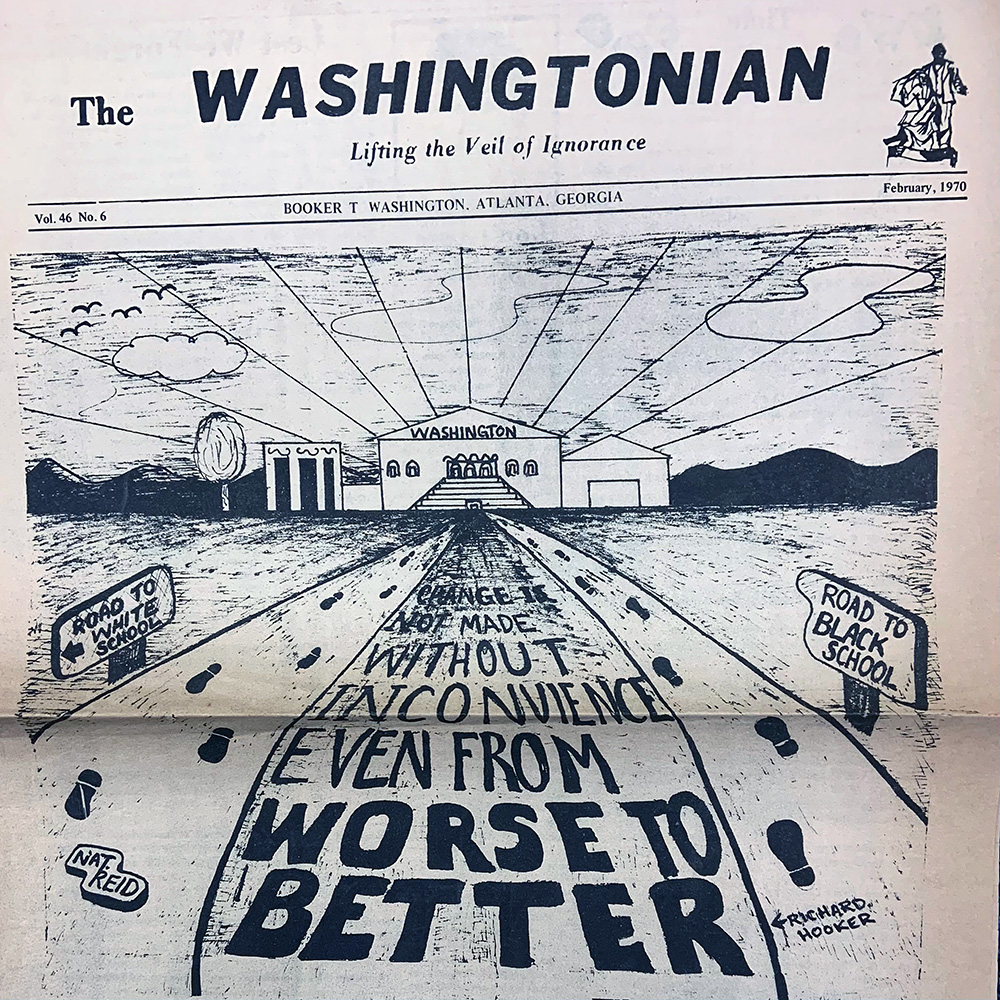 The WASHINGTONIAN
Lifting the Veil of Ignorance
Vol. 46 No. 6
BOOKER T WASHINGTON. ATLANTA. GEORGIA
February, 1970
WASHINGTON
ROAD TO
WHITE
SCHOOL
ROAD TO
BLACK
SCHOOL
CHANGE IS
NOT MADE
WITHOUT
INCONVIENCE
EVEN FROM
WORSE TO
BETTER
NAT.
REID
RICHARD
HOOKER